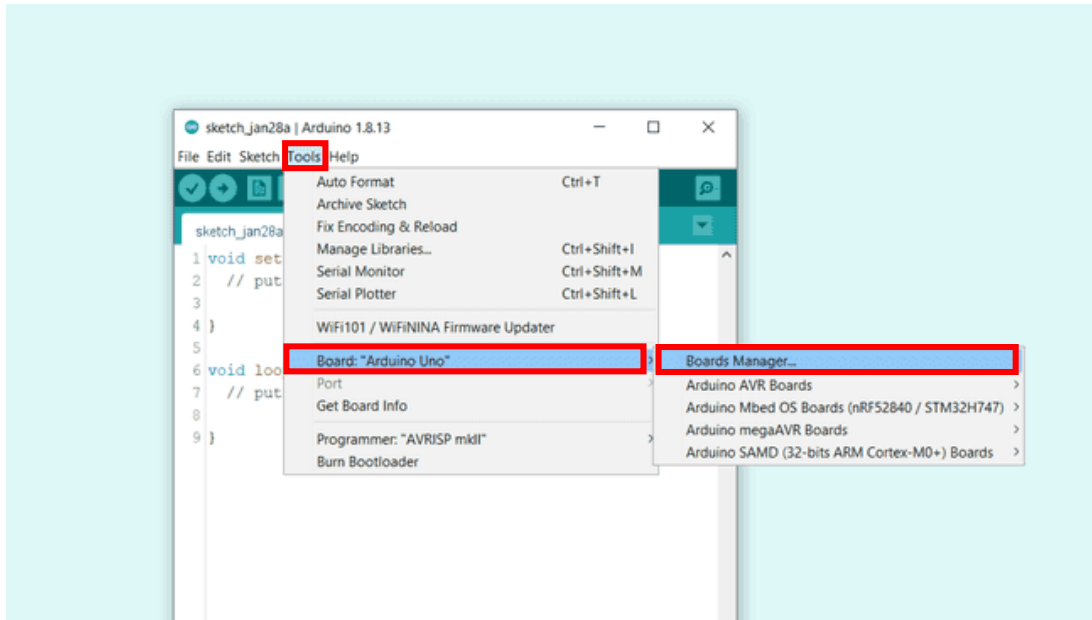 sketch_jan28a | Arduino 1.8.13
File Edit Sketch Tools Help
Auto Format Ctrl+T
Archive Sketch
Fix Encoding & Reload
Manage Libraries... Ctrl+Shift+I
Serial Monitor Ctrl+Shift+M
Serial Plotter Ctrl+Shift+L
WiFi101 / WiFiNINA Firmware Updater
Board: "Arduino Uno"
Port
Get Board Info
Programmer: "AVRISP mkII"
Burn Bootloader
Boards Manager...
Arduino AVR Boards
Arduino Mbed OS Boards (nRF52840 / STM32H747)
Arduino megaAVR Boards
Arduino SAMD (32-bits ARM Cortex-M0+) Boards
sketch_jan28a
1 void set
2 // put
3
4 }
5
6 void loo
7 // put
8
9 }